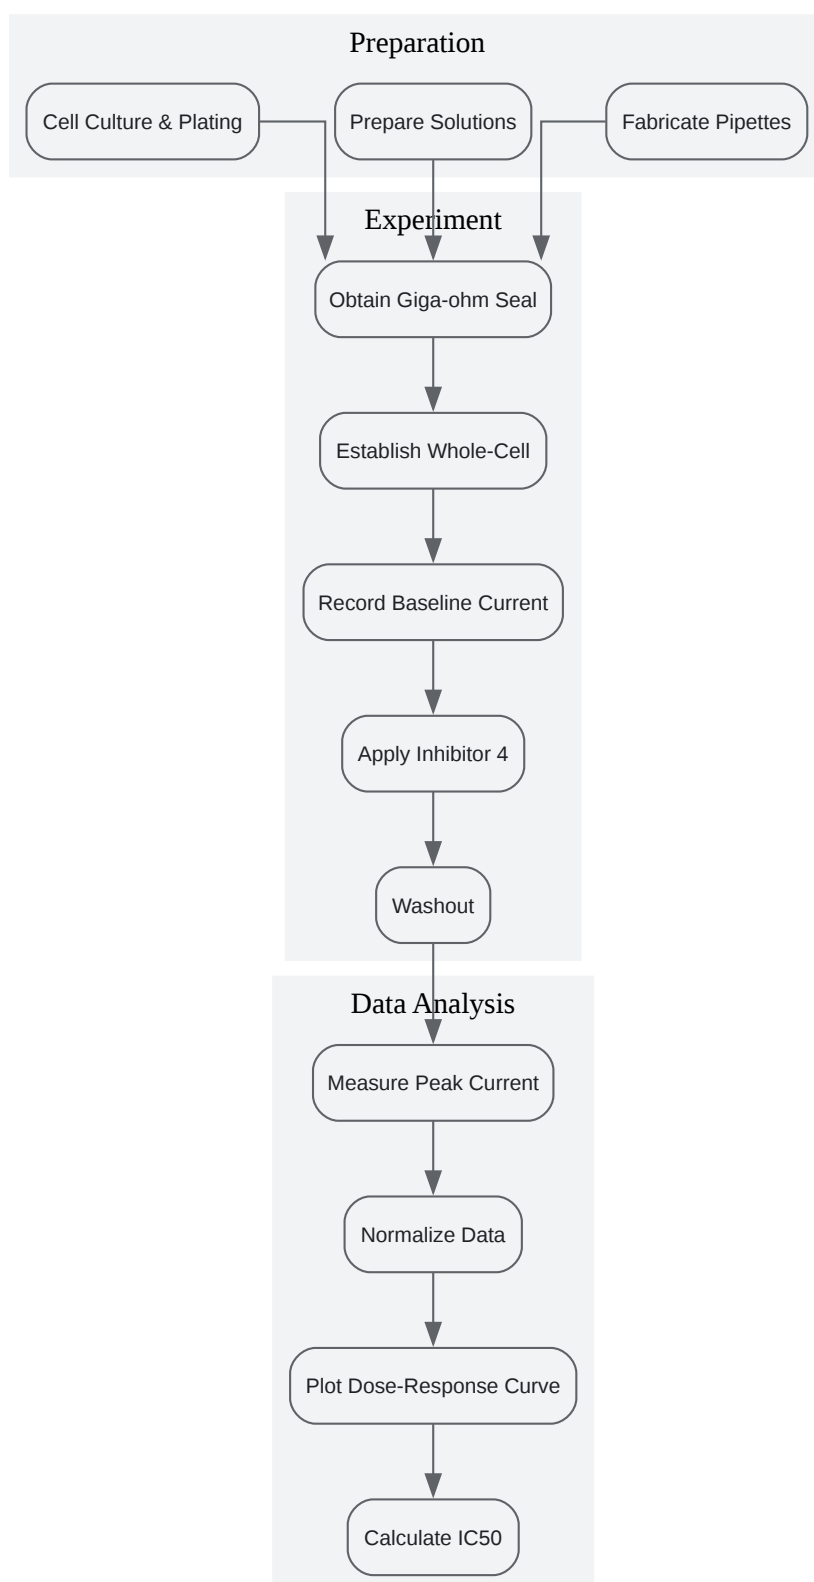 Preparation
Cell Culture & Plating
Prepare Solutions
Fabricate Pipettes
Experiment
Obtain Giga-ohm Seal
Establish Whole-Cell
Record Baseline Current
Apply Inhibitor 4
Washout
Data Analysis
Measure Peak Current
Normalize Data
Plot Dose-Response Curve
Calculate IC50